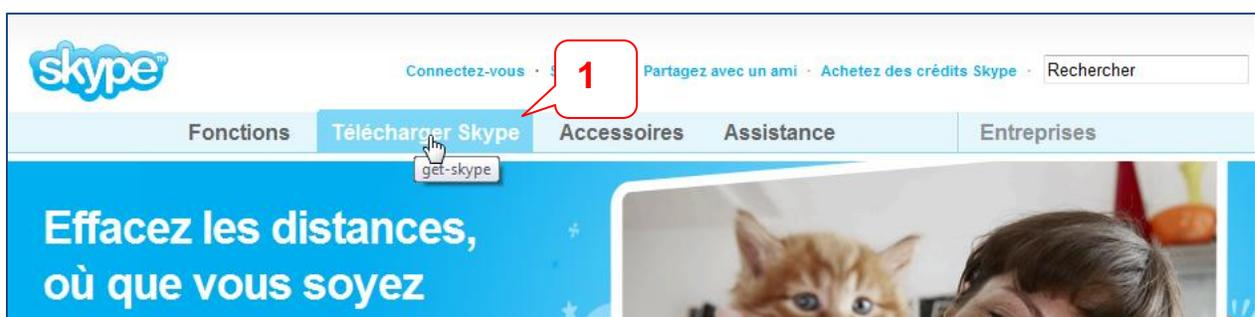 skype™
Connectez-vous · S
1
Partagez avec un ami · Achetez des crédits Skype ·
Rechercher
Fonctions
Télécharger Skype
Accessoires
Assistance
Entreprises
get-skype
Effacez les distances,
où que vous soyez